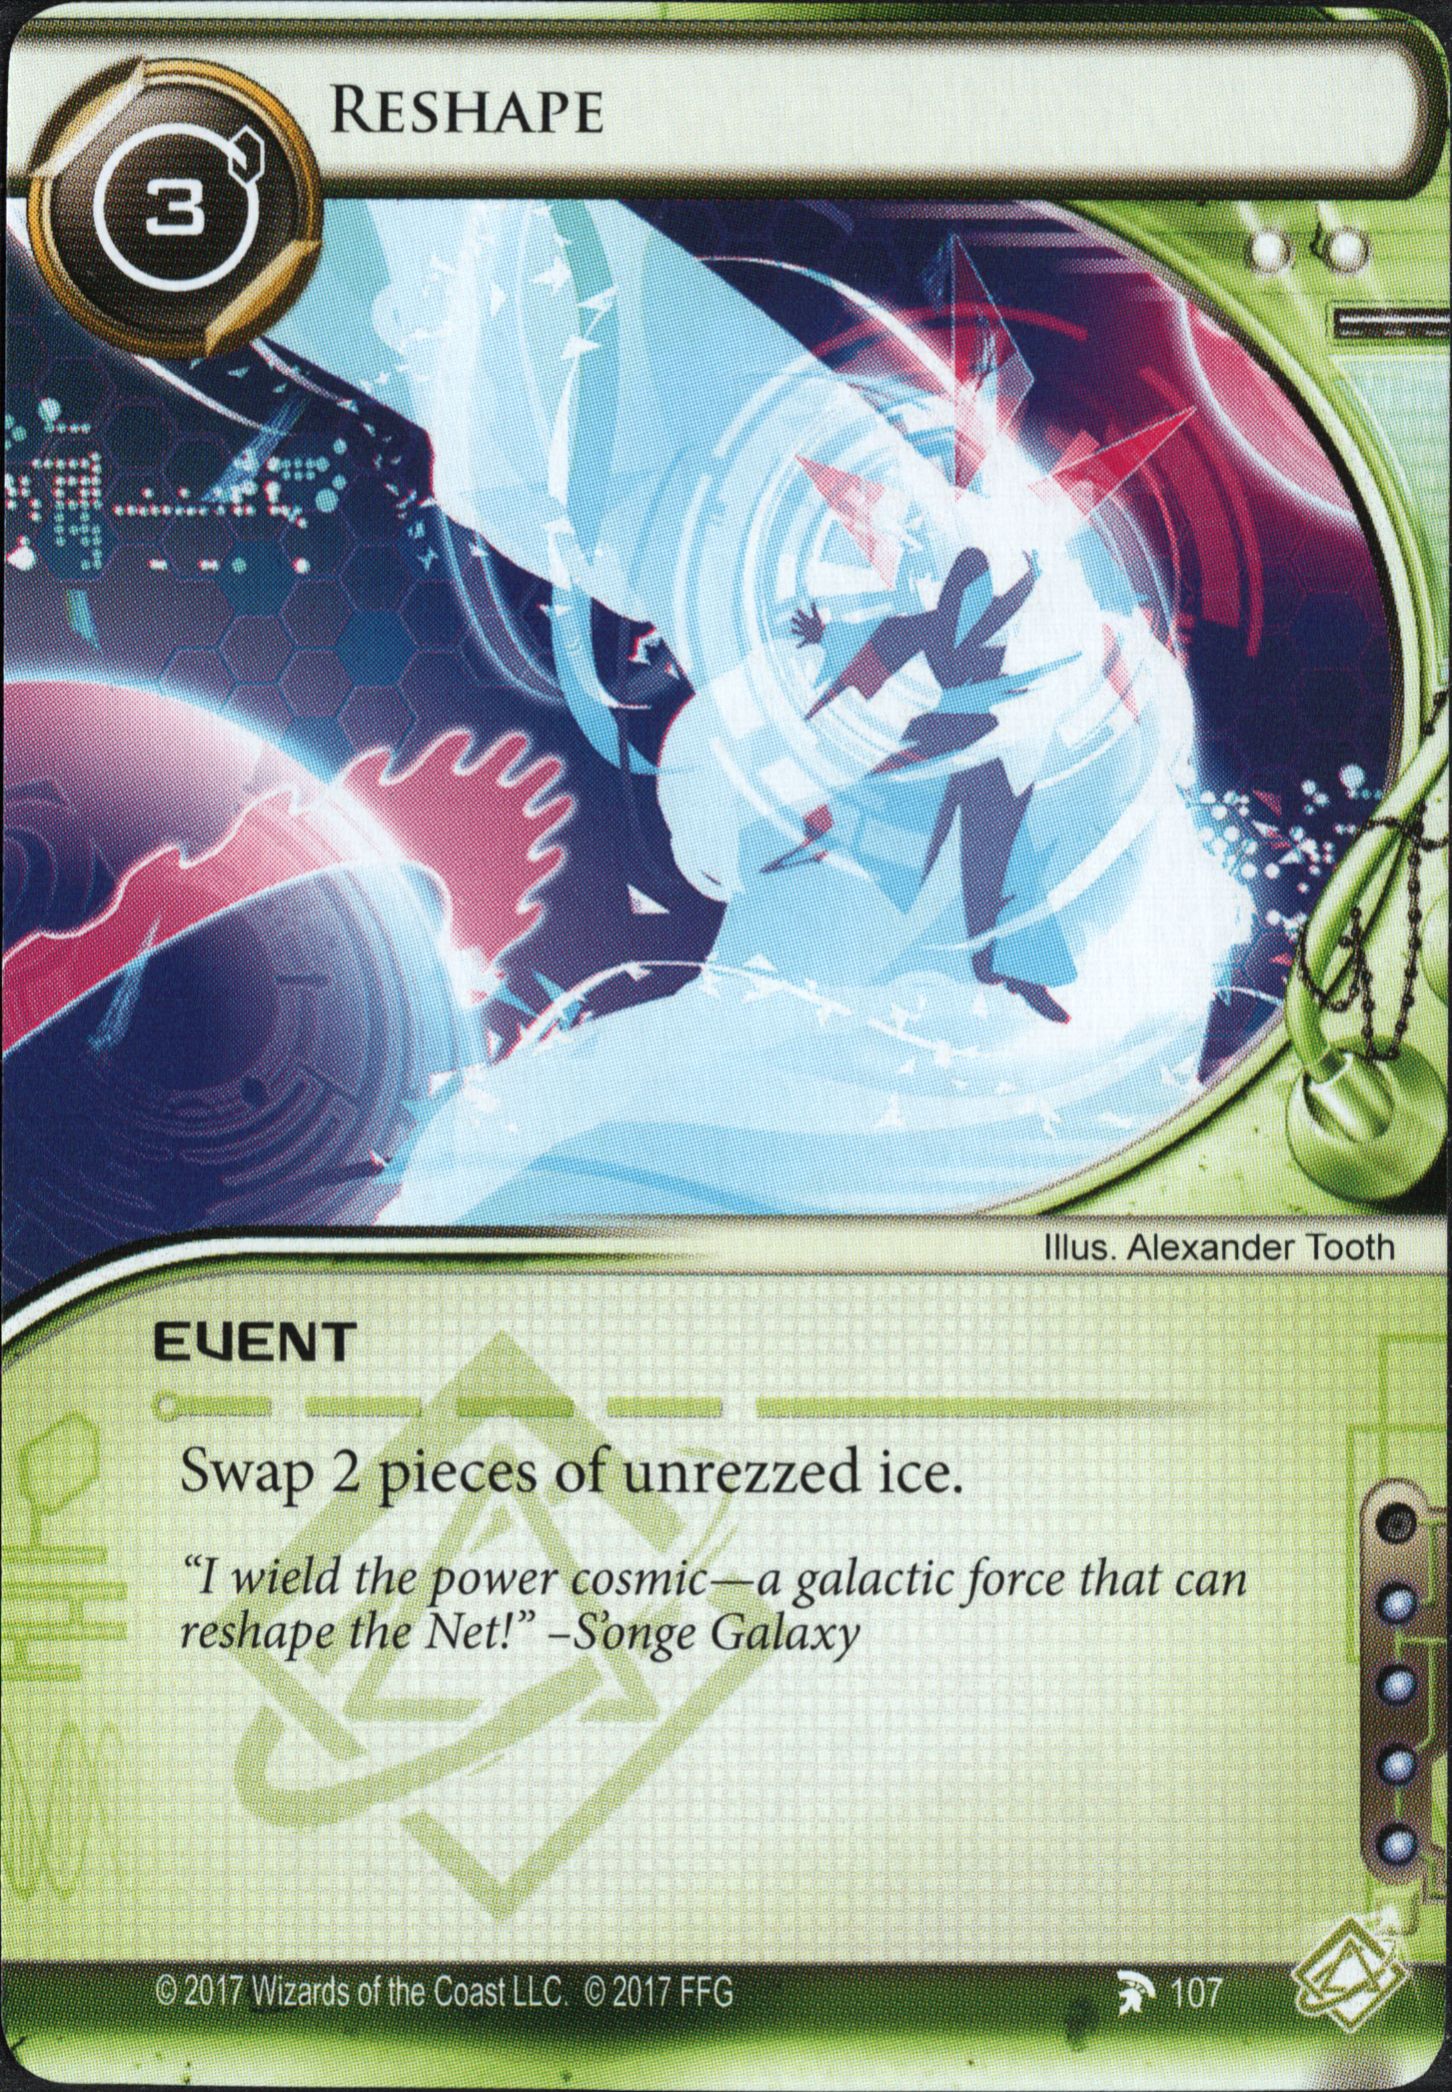 3
RESHAPE
Illus. Alexander Tooth
EVENT
Swap 2 pieces of unrezzed ice.
“I wield the power cosmic—a galactic force that can
reshape the Net!” –S’onge Galaxy
© 2017 Wizards of the Coast LLC. © 2017 FFG
107